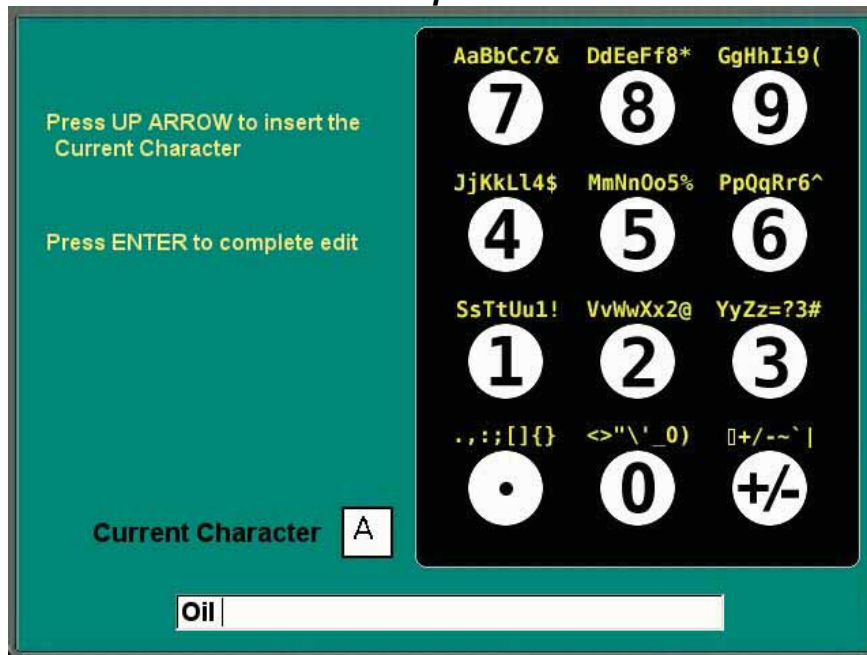 Press UP ARROW to insert the
Current Character
Press ENTER to complete edit
AaBbCc7& DdEeFf8* GgHhIi9(
7 8 9
JjKkLl4$ MmNnOo5% PpQqRr6^
4 5 6
SsTtUu1! VvWwXx2@ YyZz=?3#
1 2 3
.,:;[]{} <>"\'_0) ▯+/-~`|
• 0 +/-
Current Character A
Oil